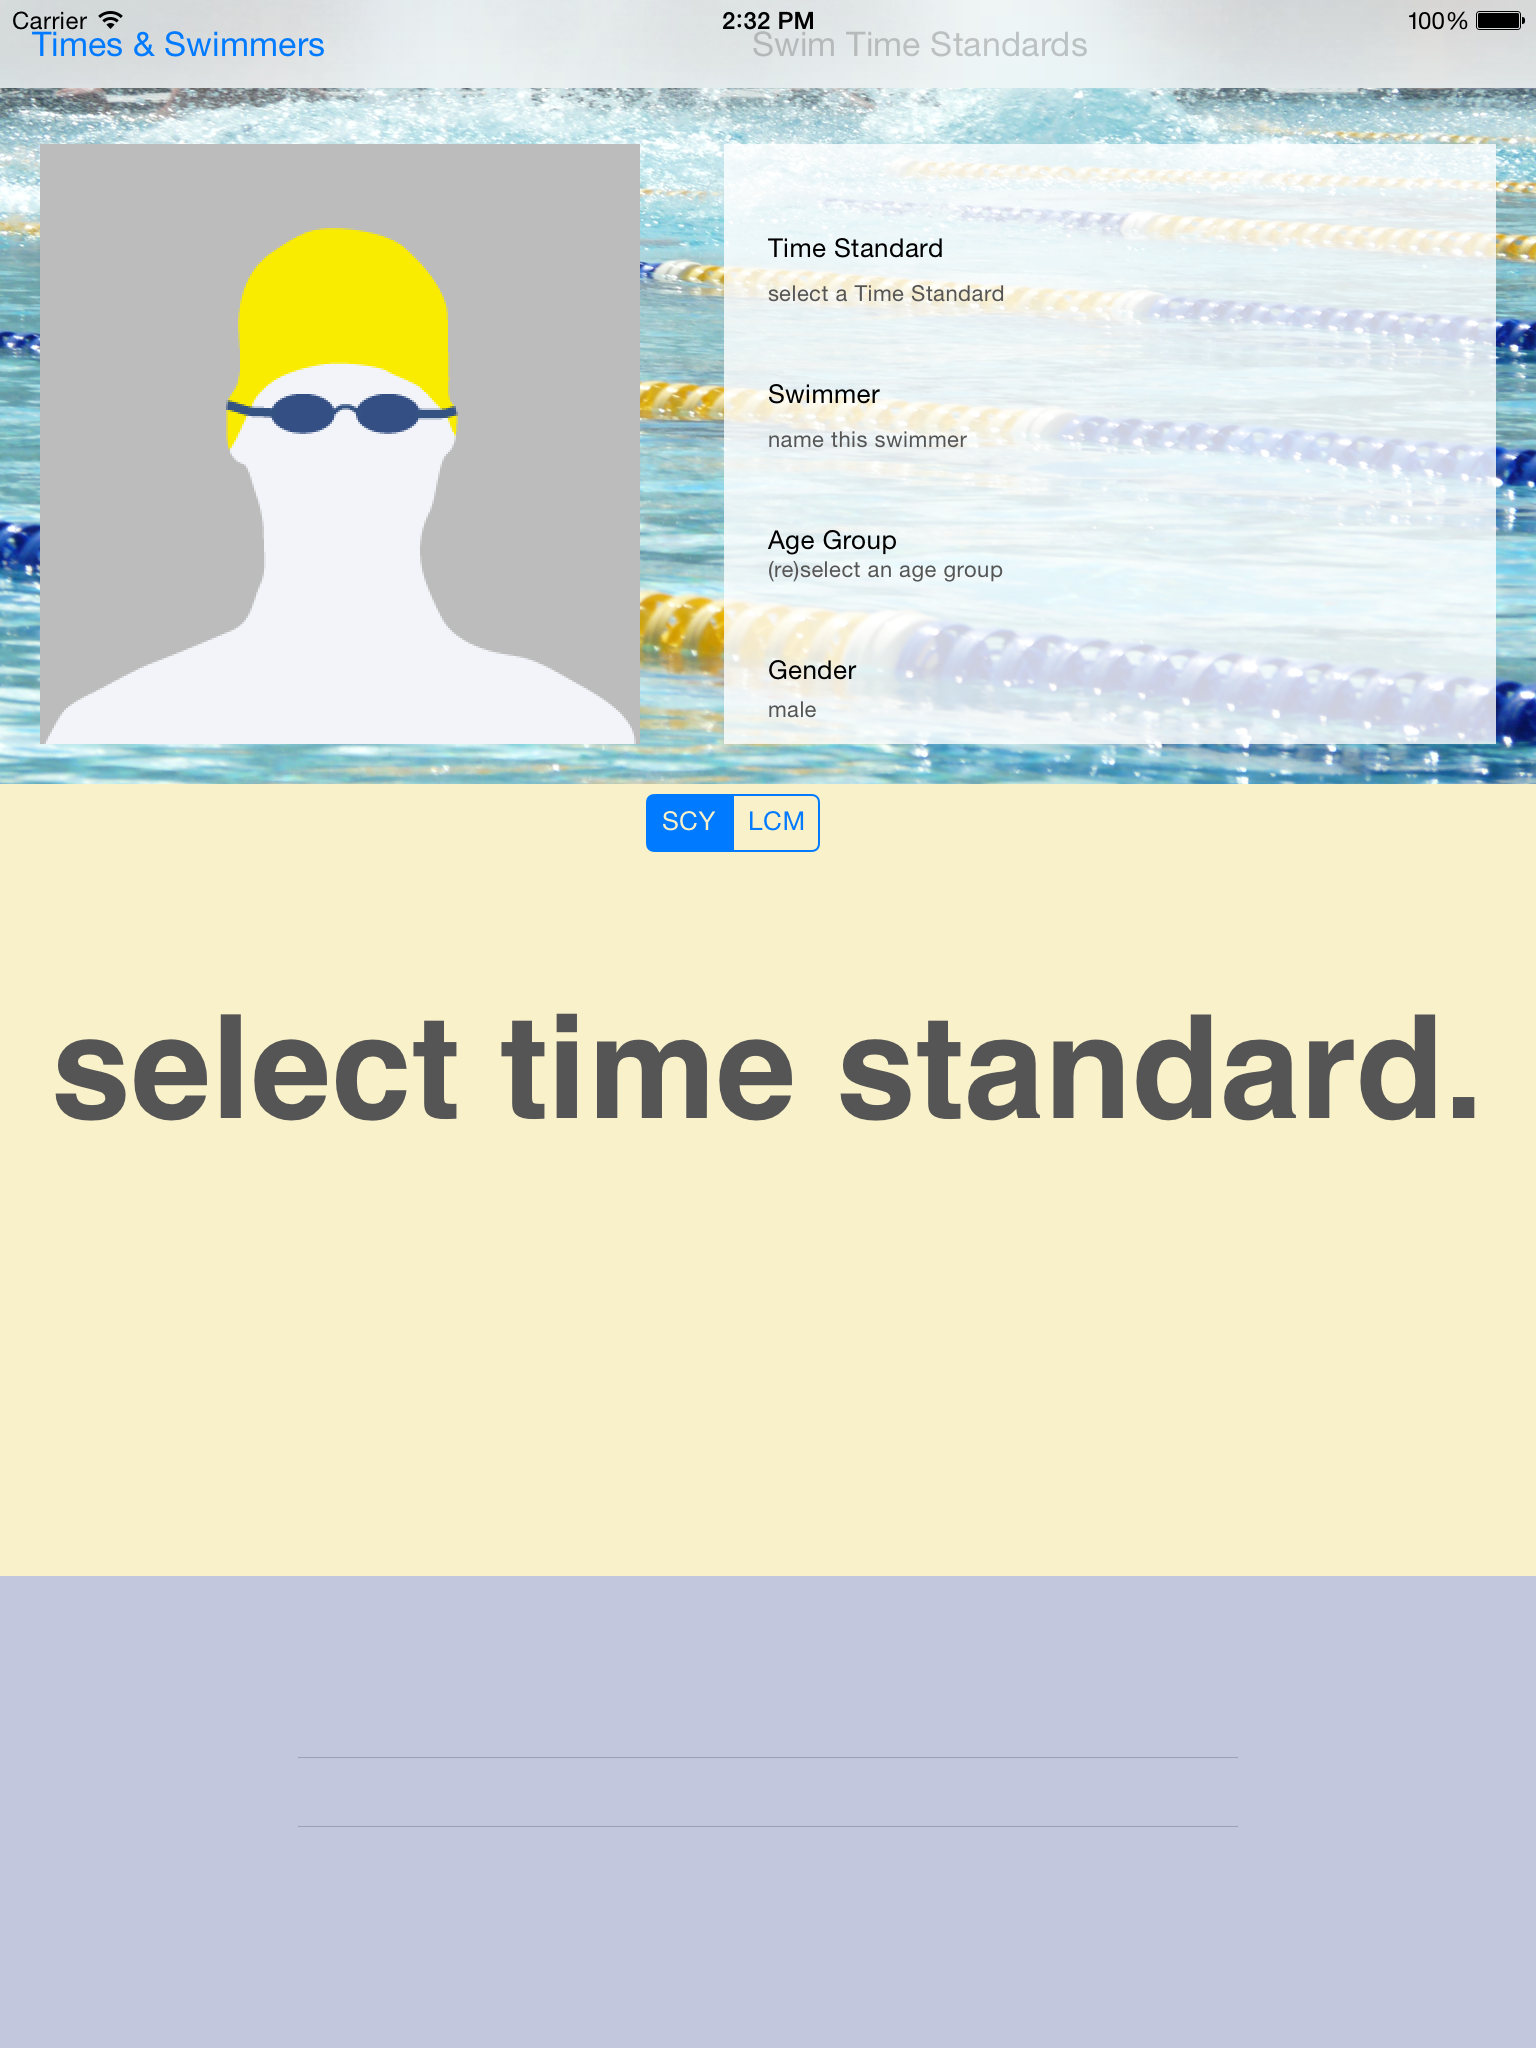 Carrier 2:32 PM 100%
Times & Swimmers Swim Time Standards
Time Standard
select a Time Standard
Swimmer
name this swimmer
Age Group
(re)select an age group
Gender
male
SCY LCM
select time standard.